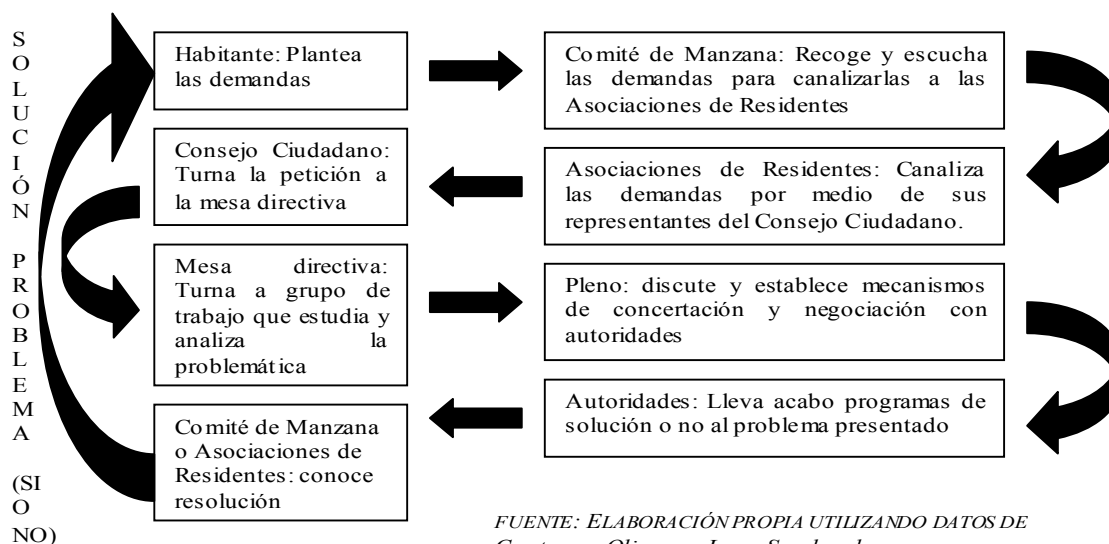 SOLUCIÓN PROBLEMA (SI O NO)
Habitante: Plantea
las demandas
Comité de Manzana: Recoge y escucha
las demandas para canalizarlas a las
Asociaciones de Residentes
Asociaciones de Residentes: Canaliza
las demandas por medio de sus
representantes del Consejo Ciudadano.
Consejo Ciudadano:
Turna la petición a
la mesa directiva
Mesa directiva:
Turna a grupo de
trabajo que estudia y
analiza la
problemática
Pleno: discute y establece mecanismos
de concertación y negociación con
autoridades
Autoridades: Lleva acabo programas de
solución o no al problema presentado
Comité de Manzana
o Asociaciones de
Residentes: conoce
resolución
FUENTE: ELABORACIÓN PROPIA UTILIZANDO DATOS DE